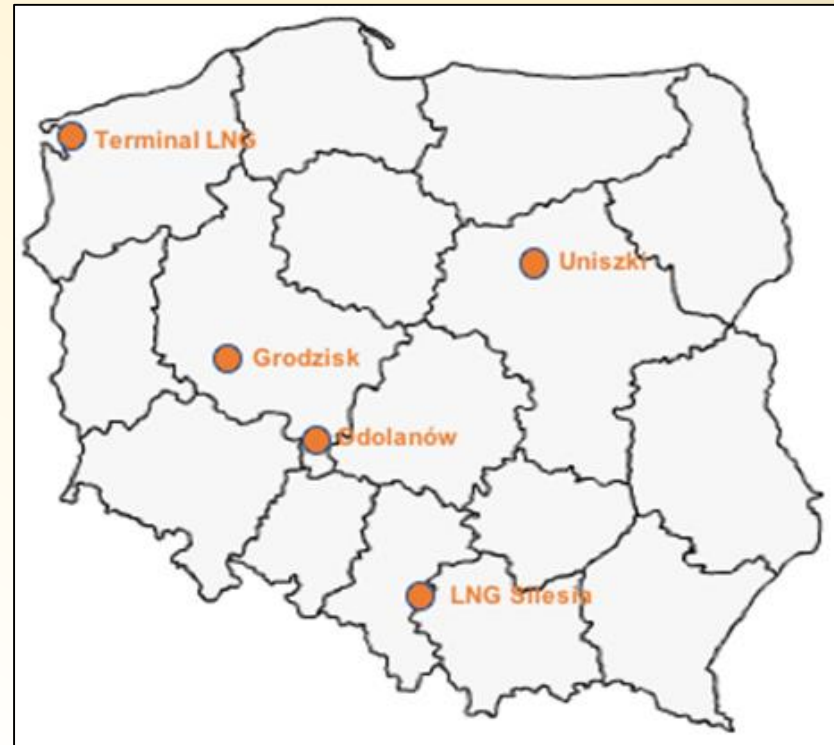 Terminal LNG
Uniszki
Grodzisk
Odolanów
LNG Silesia